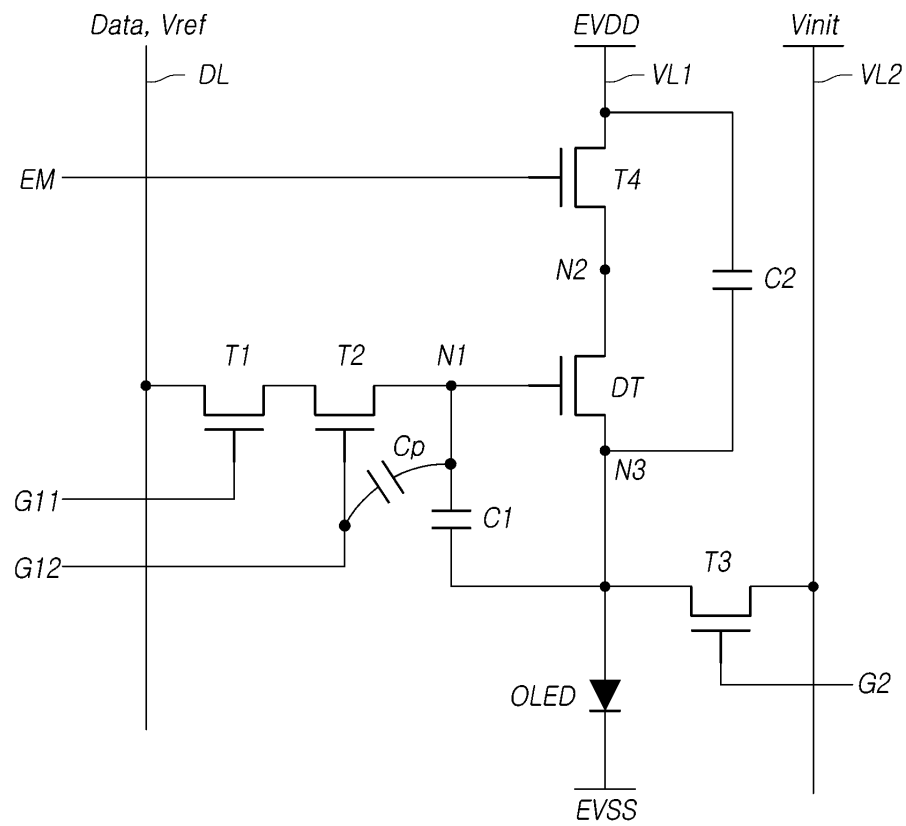 Data, Vref
EVDD
Vinit
DL
VL1
VL2
EM
T4
N2
C2
T1
T2
N1
DT
Cp
N3
G11
C1
G12
T3
OLED
G2
EVSS